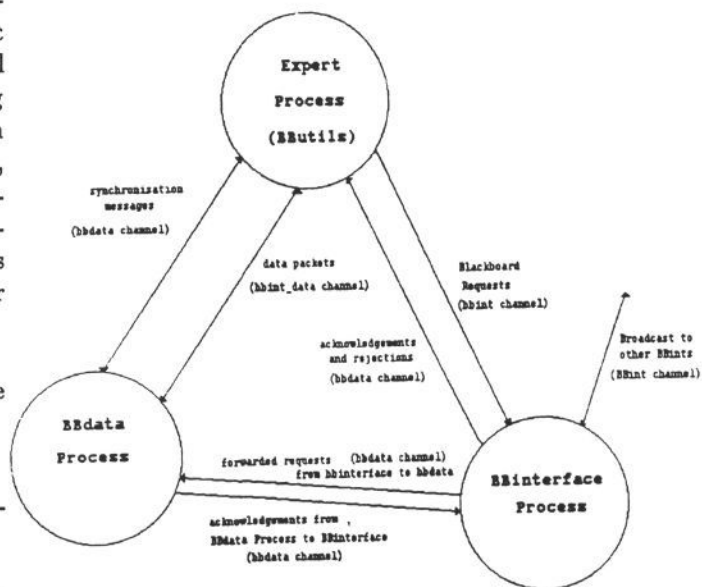 Expert
Process
(BButils)
synchronisation
messages
(bbdata channel)
data packets
(bbint_data channel)
Blackboard
Requests
(bbint channel)
acknowledgements
and rejections
(bbdata channel)
Broadcast to
other BBints
(BBint channel)
BBdata
Process
forwarded requests (bbdata channel)
from bbinterface to bbdata
BBinterface
Process
acknowledgements from ,
BBdata Process to BBinterface
(bbdata channel)